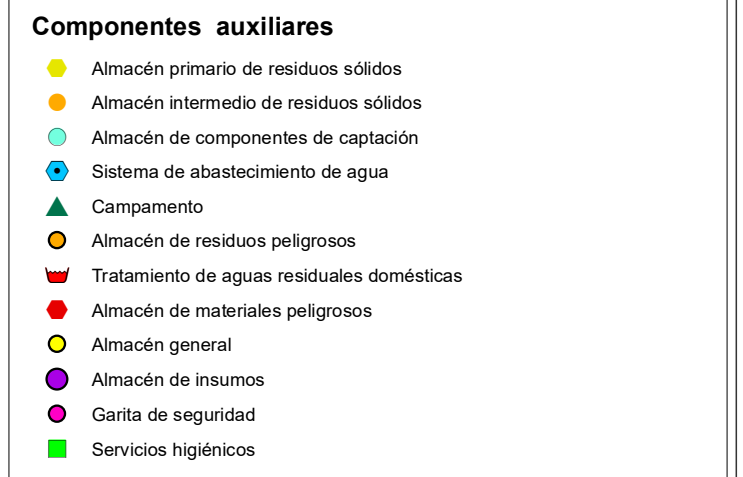 Componentes auxiliares
Almacén primario de residuos sólidos
Almacén intermedio de residuos sólidos
Almacén de componentes de captación
Sistema de abastecimiento de agua
Campamento
Almacén de residuos peligrosos
Tratamiento de aguas residuales domésticas
Almacén de materiales peligrosos
Almacén general
Almacén de insumos
Garita de seguridad
Servicios higiénicos